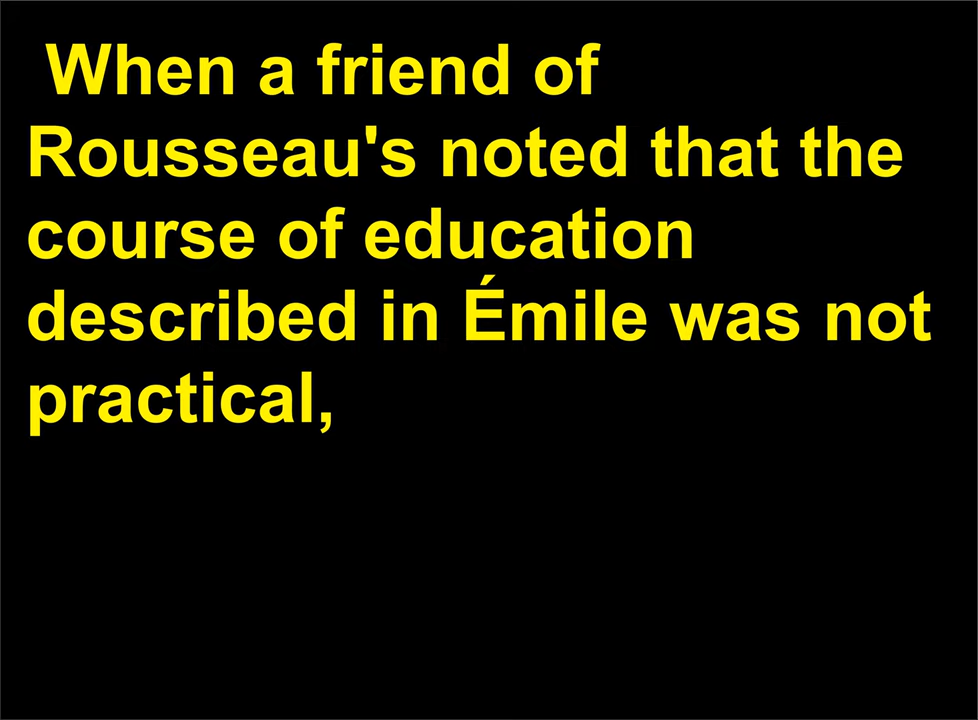 When a friend of
Rousseau's noted that the
course of education
described in Émile was not
practical,